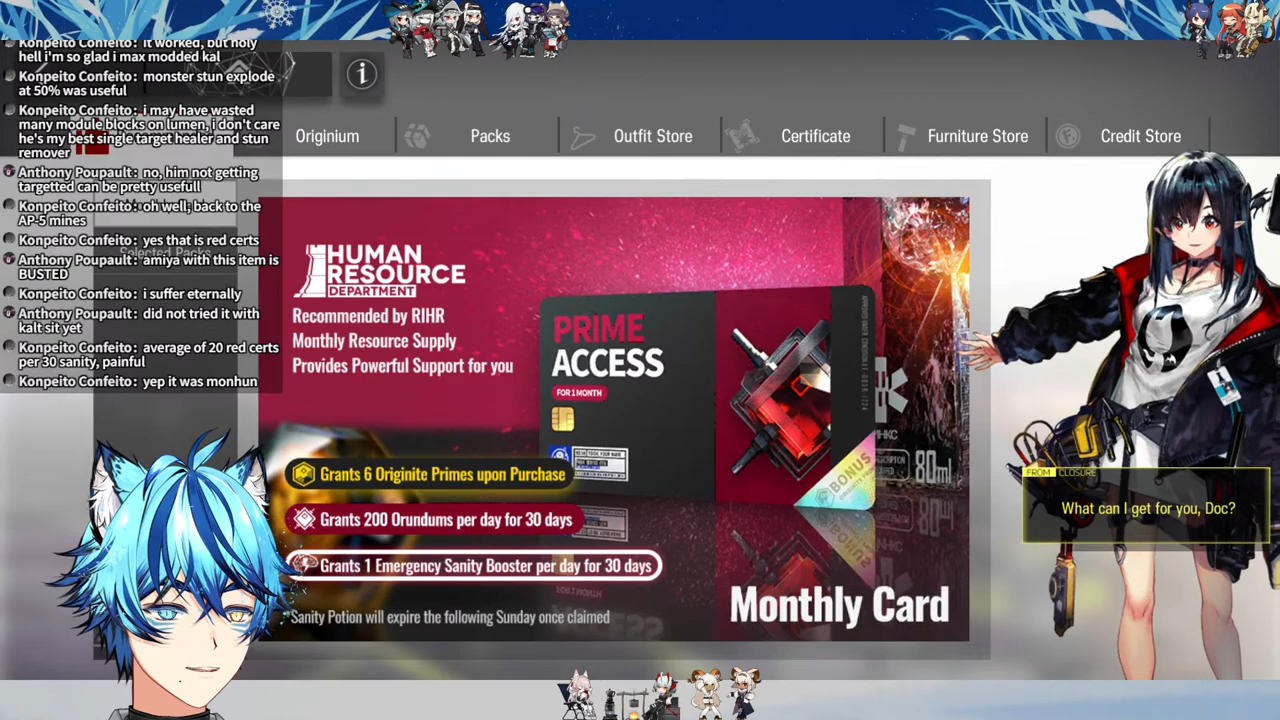 Konpeito Confeito: it worked, but holy
hell i'm so glad i max modded kal
Konpeito Confeito: monster stun explode
at 50% was useful
Konpeito Confeito: i may have wasted
many module blocks on lumen, i don't care
he's my best single target healer and stun
remover
Anthony Poupault: no, him not getting
targetted can be pretty usefull
Konpeito Confeito: oh well, back to the
AP-5 mines
Konpeito Confeito: yes that is red certs
Anthony Poupault: amiya with this item is
BUSTED
Konpeito Confeito: i suffer eternally
Anthony Poupault: did not tried it with
kalt sit yet
Konpeito Confeito: average of 20 red certs
per 30 sanity, painful
Konpeito Confeito: yep it was monhun
Selected Packs
Originium
Packs
Outfit Store
Certificate
Furniture Store
Credit Store
HUMAN
RESOURCE
DEPARTMENT
Recommended by RIHR
Monthly Resource Supply
Provides Powerful Support for you
PRIME
ACCESS
FOR 1 MONTH
BONUS
80ml
Grants 6 Originite Primes upon Purchase
Grants 200 Orundums per day for 30 days
Grants 1 Emergency Sanity Booster per day for 30 days
*Sanity Potion will expire the following Sunday once claimed
Monthly Card
FROM CLOSURE
What can I get for you, Doc?